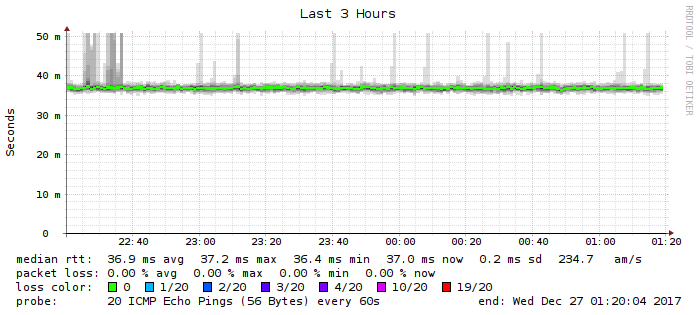 Last 3 Hours
RRDTOOL / TOBI OETIKER
Seconds
50 m
40 m
30 m
20 m
10 m
0
22:40 23:00 23:20 23:40 00:00 00:20 00:40 01:00 01:20
median rtt: 36.9 ms avg 37.2 ms max 36.4 ms min 37.0 ms now 0.2 ms sd 234.7 am/s
packet loss: 0.00 % avg 0.00 % max 0.00 % min 0.00 % now
loss color: 0 1/20 2/20 3/20 4/20 10/20 19/20
probe: 20 ICMP Echo Pings (56 Bytes) every 60s end: Wed Dec 27 01:20:04 2017